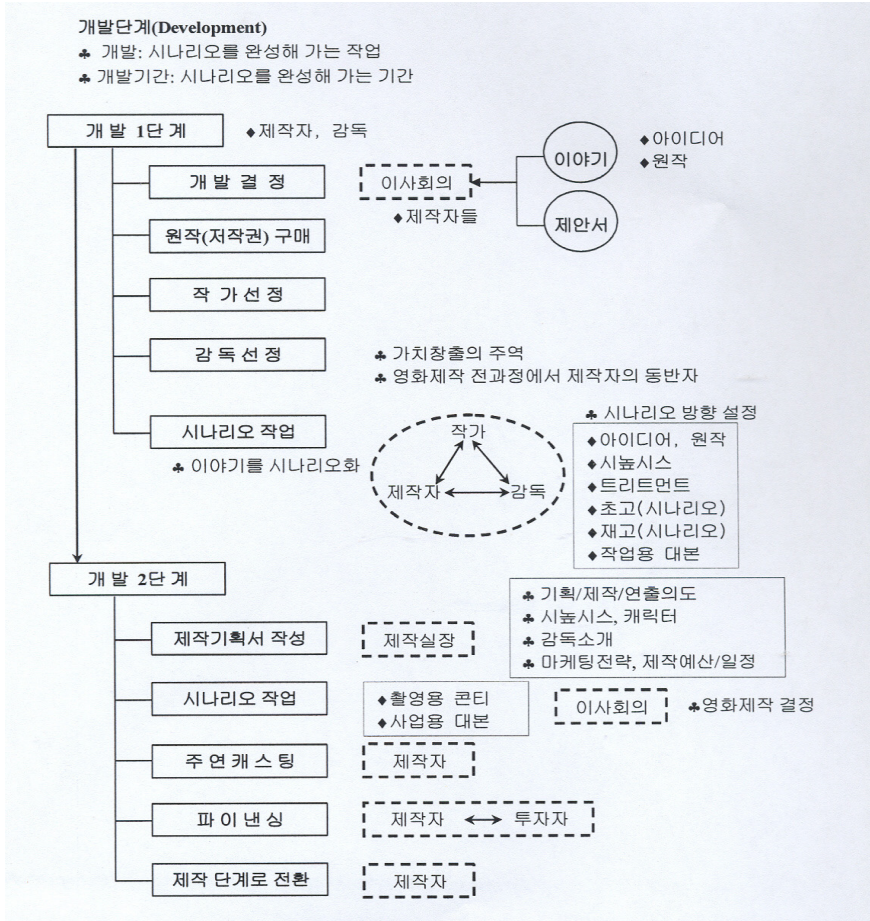 개발단계(Development)
♣ 개발: 시나리오를 완성해 가는 작업
♣ 개발기간: 시나리오를 완성해 가는 기간
개 발 1단 계
♦제작자, 감독
개 발 결 정
이사회의
♦제작자들
이야기
♦아이디어
♦원작
제안서
원작(저작권) 구매
작 가 선 정
감 독 선 정
♣ 가치창출의 주역
♣ 영화제작 전과정에서 제작자의 동반자
시나리오 작업
♣ 이야기를 시나리오화
작가
제작자
감독
♣ 시나리오 방향 설정
♦아이디어, 원작
♦시높시스
♦트리트먼트
♦초고(시나리오)
♦재고(시나리오)
♦작업용 대본
개 발 2단 계
제작기획서 작성
제작실장
♣ 기획/제작/연출의도
♣ 시높시스, 캐릭터
♣ 감독소개
♣ 마케팅전략, 제작예산/일정
시나리오 작업
♦촬영용 콘티
♦사업용 대본
이사회의
♣영화제작 결정
주 연 캐 스 팅
제작자
파 이 낸 싱
제작자
투자자
제작 단계로 전환
제작자